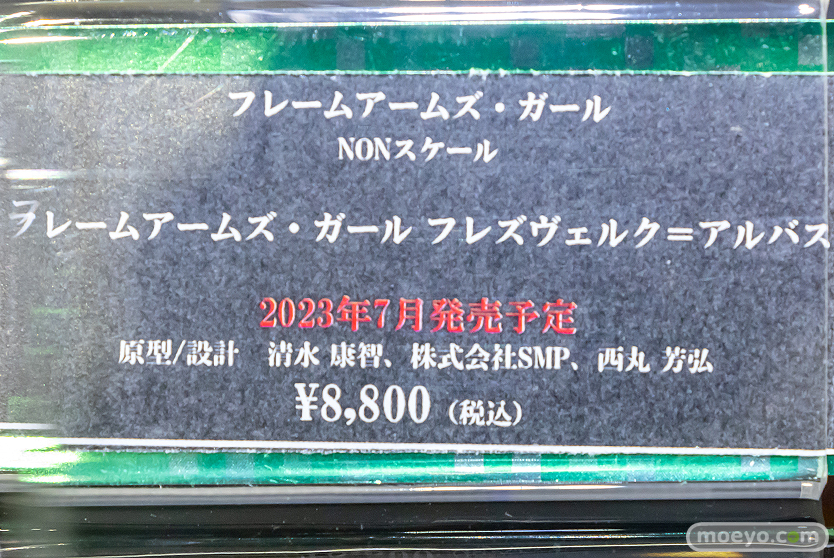 フレームアームズ・ガール
NONスケール
フレームアームズ・ガール フレズヴェルク＝アルバス
2023年7月発売予定
原型/設計　清水 康智、株式会社SMP、西丸 芳弘
¥8,800（税込）
moeyo.com